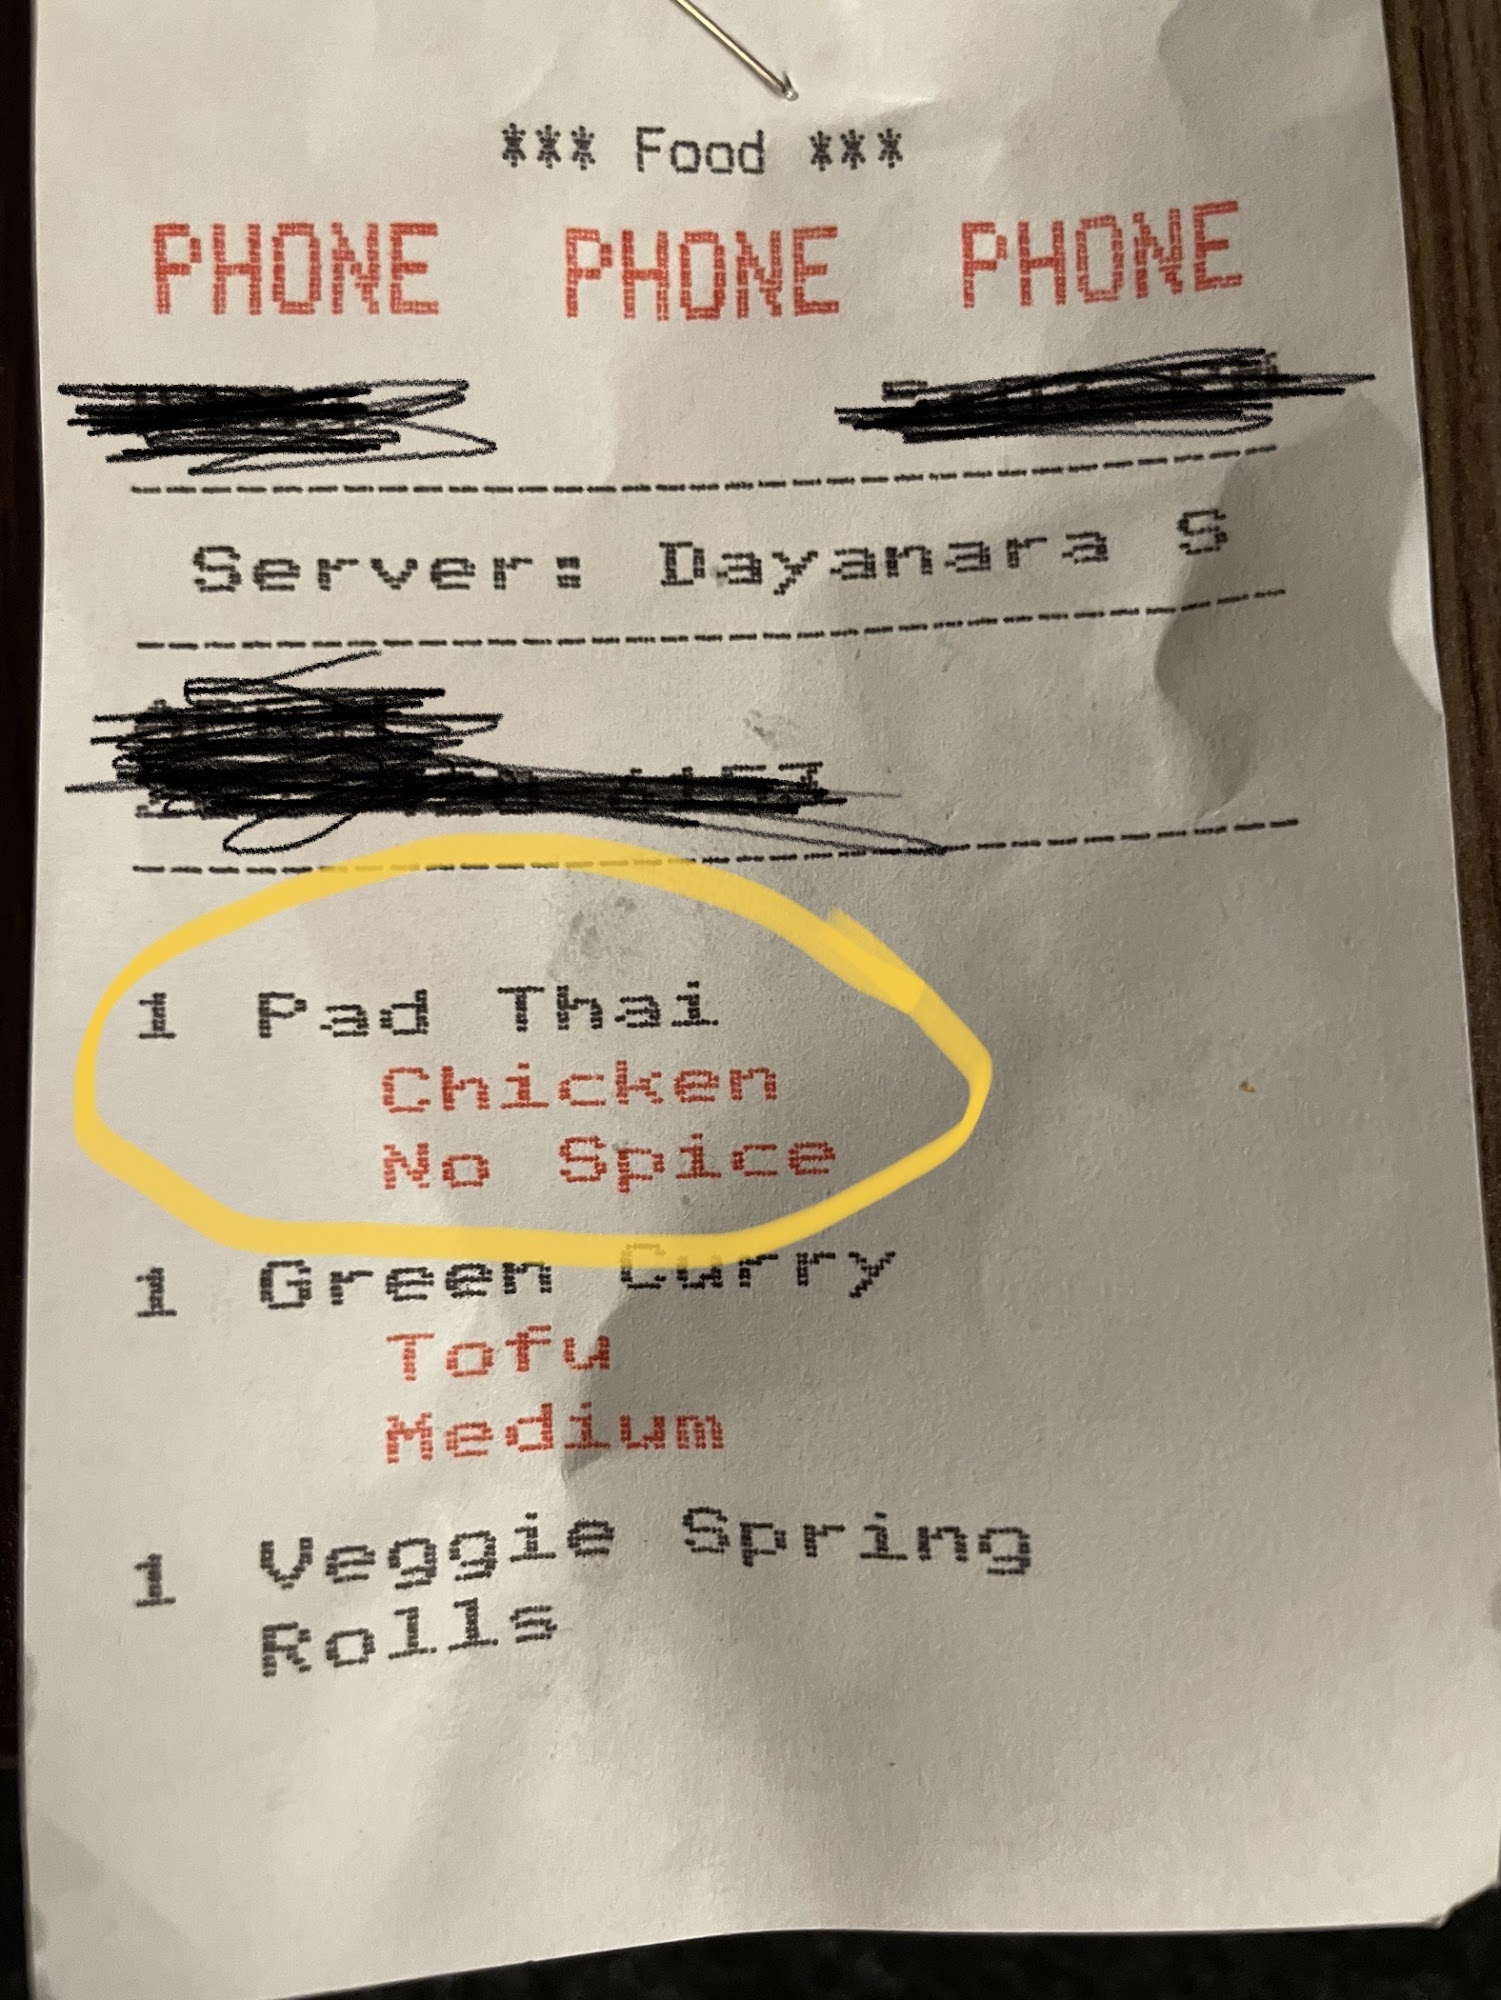 *** Food ***
PHONE PHONE PHONE
Server: Dayanara S
1 Pad Thai
Chicken
No Spice
1 Green Curry
Tofu
Medium
1 Veggie Spring
Rolls